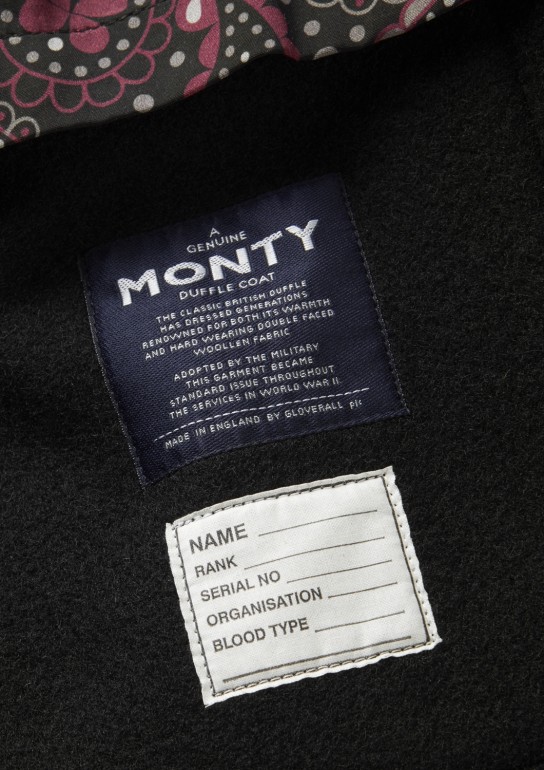 A
GENUINE
MONTY
DUFFLE COAT
THE CLASSIC BRITISH DUFFLE
HAS DRESSED GENERATIONS
RENOWNED FOR BOTH ITS WARMTH
AND HARD WEARING DOUBLE FACED
WOOLLEN FABRIC
ADOPTED BY THE MILITARY
THIS GARMENT BECAME
STANDARD ISSUE THROUGHOUT
THE SERVICES IN WORLD WAR II
MADE IN ENGLAND BY GLOVERALL plc
NAME
RANK
SERIAL NO
ORGANISATION
BLOOD TYPE